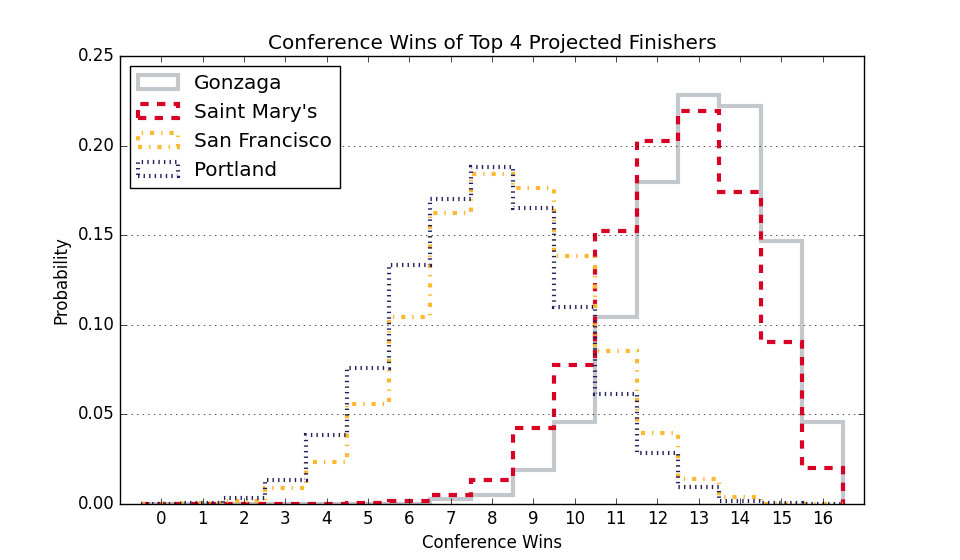 Conference Wins of Top 4 Projected Finishers
0.25
0.20
0.15
0.10
0.05
0.00
Probability
Gonzaga
Saint Mary's
San Francisco
Portland
0 1 2 3 4 5 6 7 8 9 10 11 12 13 14 15 16
Conference Wins